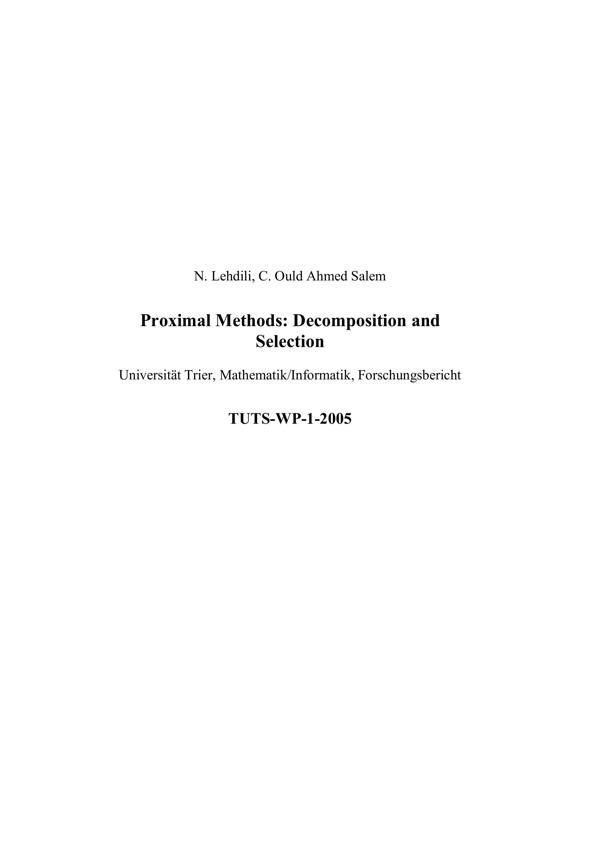 N. Lehdili, C. Ould Ahmed Salem
Proximal Methods: Decomposition and
Selection
Universität Trier, Mathematik/Informatik, Forschungsbericht
TUTS-WP-1-2005